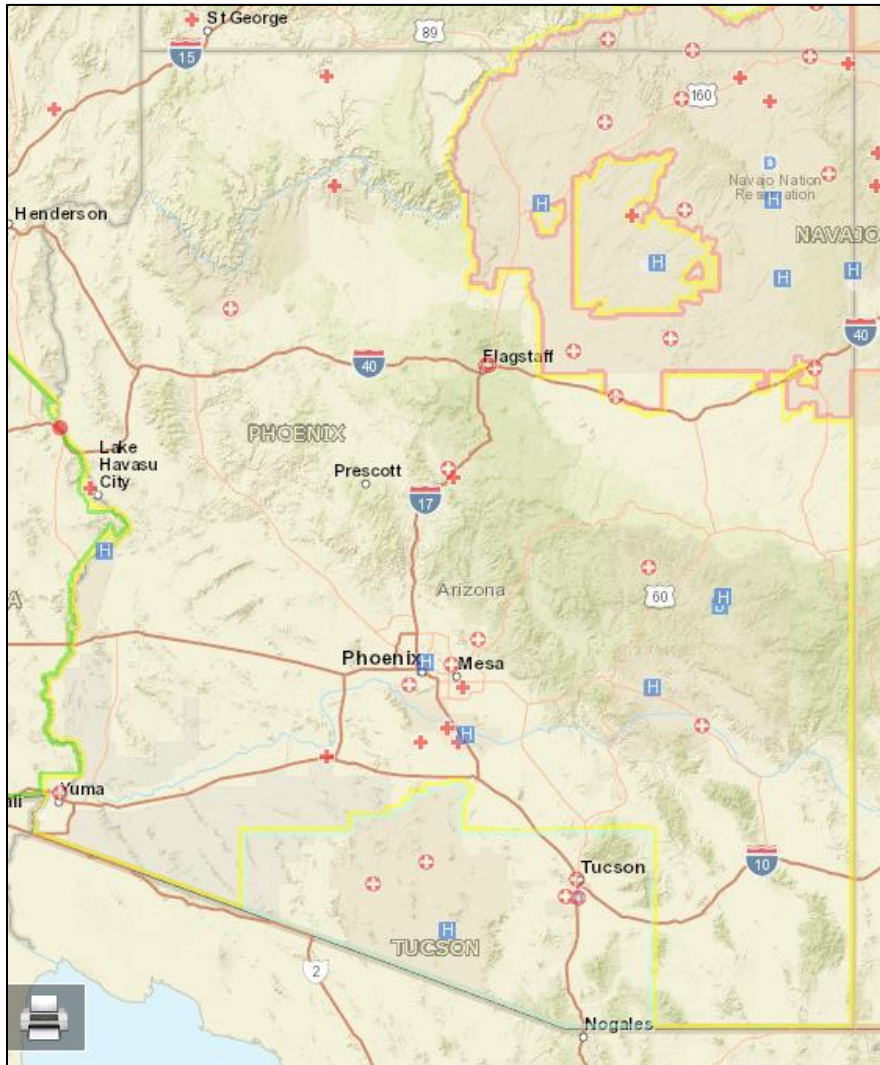 St George
89
15
160
D
Navajo Nation
Reservation
H
H
Henderson
NAVAJO
H
H
H
40
Flagstaff
40
PHOENIX
Lake
Havasu
City
Prescott
17
H
Arizona
60
H
D
Phoenix
H
Mesa
H
H
Yuma
Tucson
10
H
TUCSON
2
Nogales